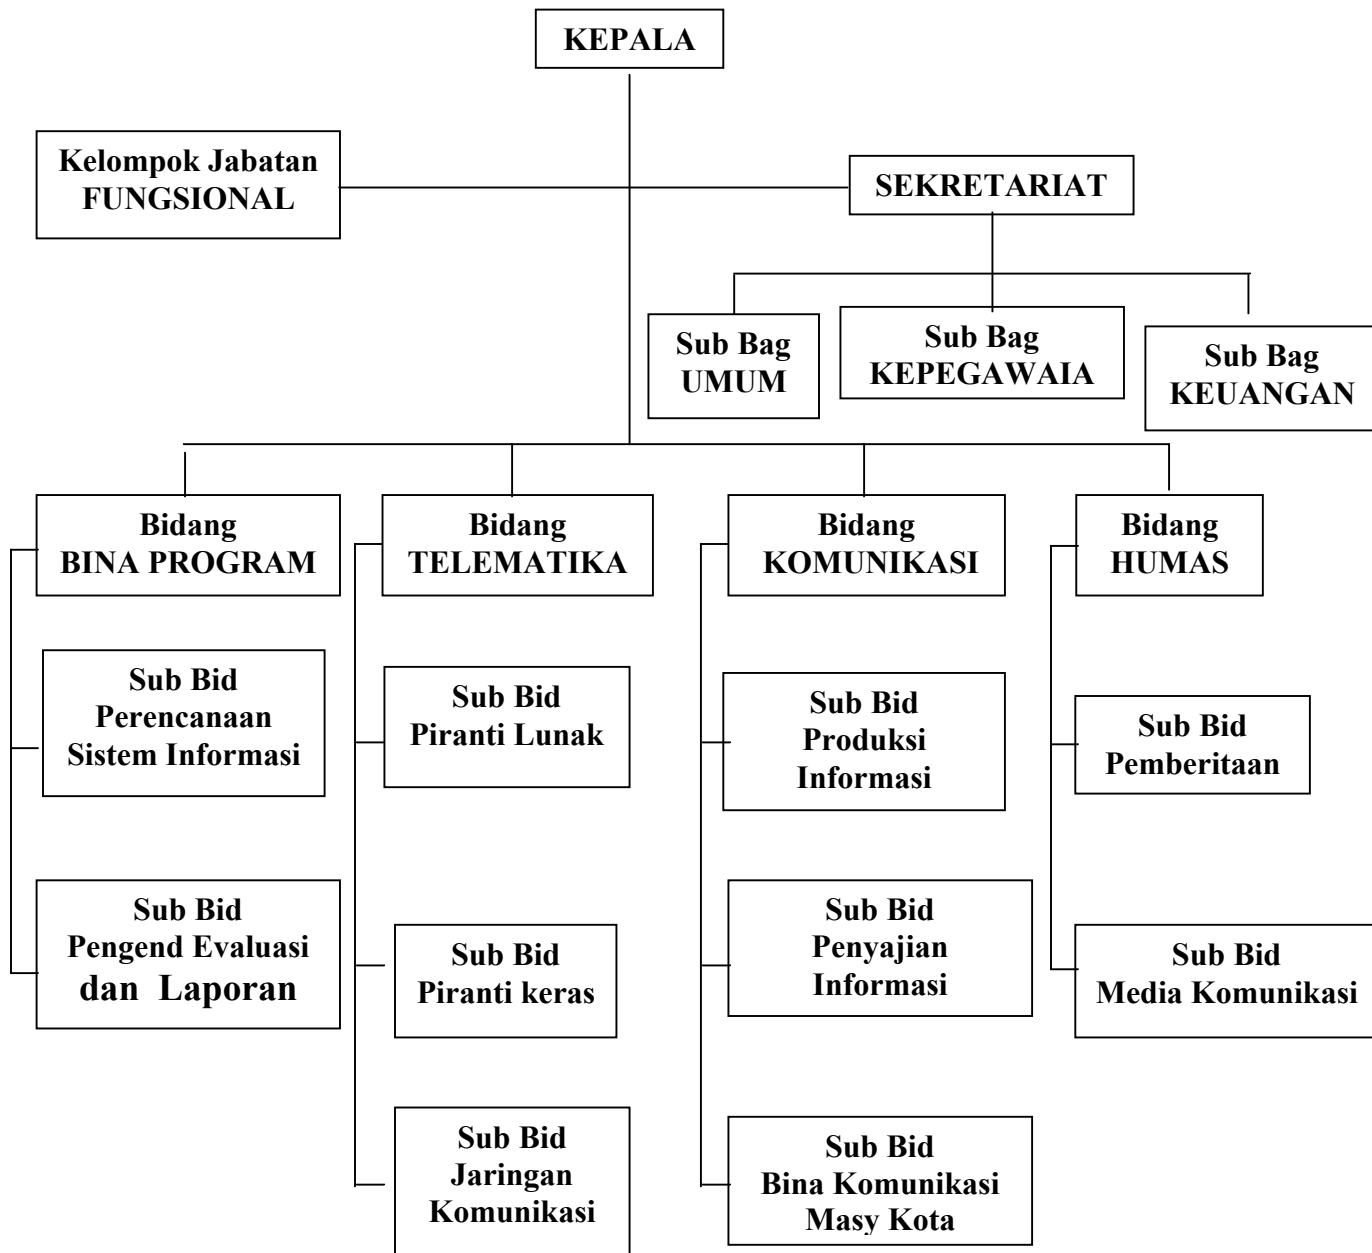 KEPALA
Kelompok Jabatan
FUNGSIONAL
SEKRETARIAT
Sub Bag
UMUM
Sub Bag
KEPEGAWAIA
Sub Bag
KEUANGAN
Bidang
BINA PROGRAM
Bidang
TELEMATIKA
Bidang
KOMUNIKASI
Bidang
HUMAS
Sub Bid
Perencanaan
Sistem Informasi
Sub Bid
Piranti Lunak
Sub Bid
Produksi
Informasi
Sub Bid
Pemberitaan
Sub Bid
Pengend Evaluasi
dan Laporan
Sub Bid
Piranti keras
Sub Bid
Penyajian
Informasi
Sub Bid
Media Komunikasi
Sub Bid
Jaringan
Komunikasi
Sub Bid
Bina Komunikasi
Masy Kota